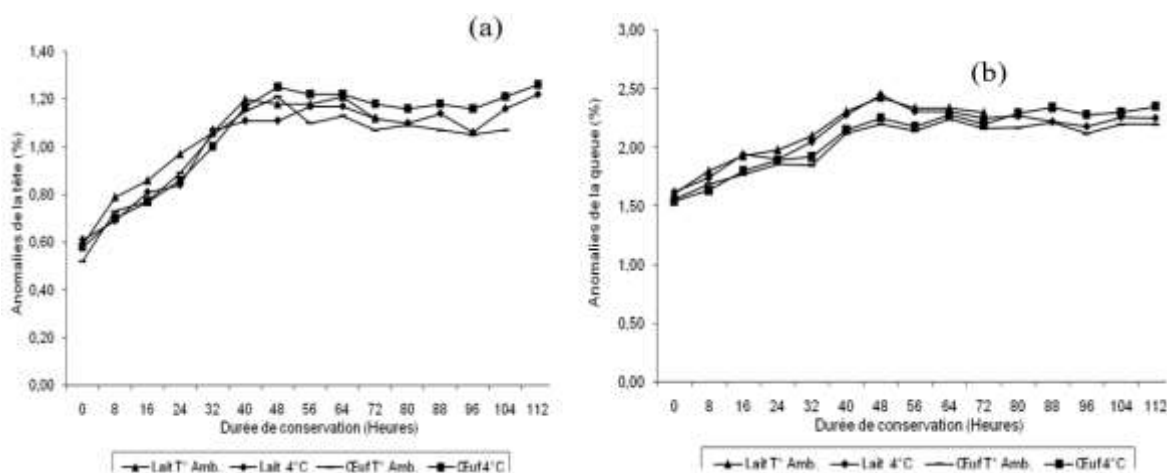 (a)
Anomalies de la tête (%)
1,40
1,20
1,00
0,80
0,60
0,40
0,20
0,00
0 8 16 24 32 40 48 56 64 72 80 88 96 104 112
Durée de conservation (Heures)
Lait T° Amb. Lait 4°C Œuf T° Amb. Œuf 4°C
(b)
Anomalies de la queue (%)
3,00
2,50
2,00
1,50
1,00
0,50
0,00
0 8 16 24 32 40 48 56 64 72 80 88 96 104 112
Durée de conservation (Heures)
Lait T° Amb. Lait 4°C Œuf T° Amb. Œuf 4°C